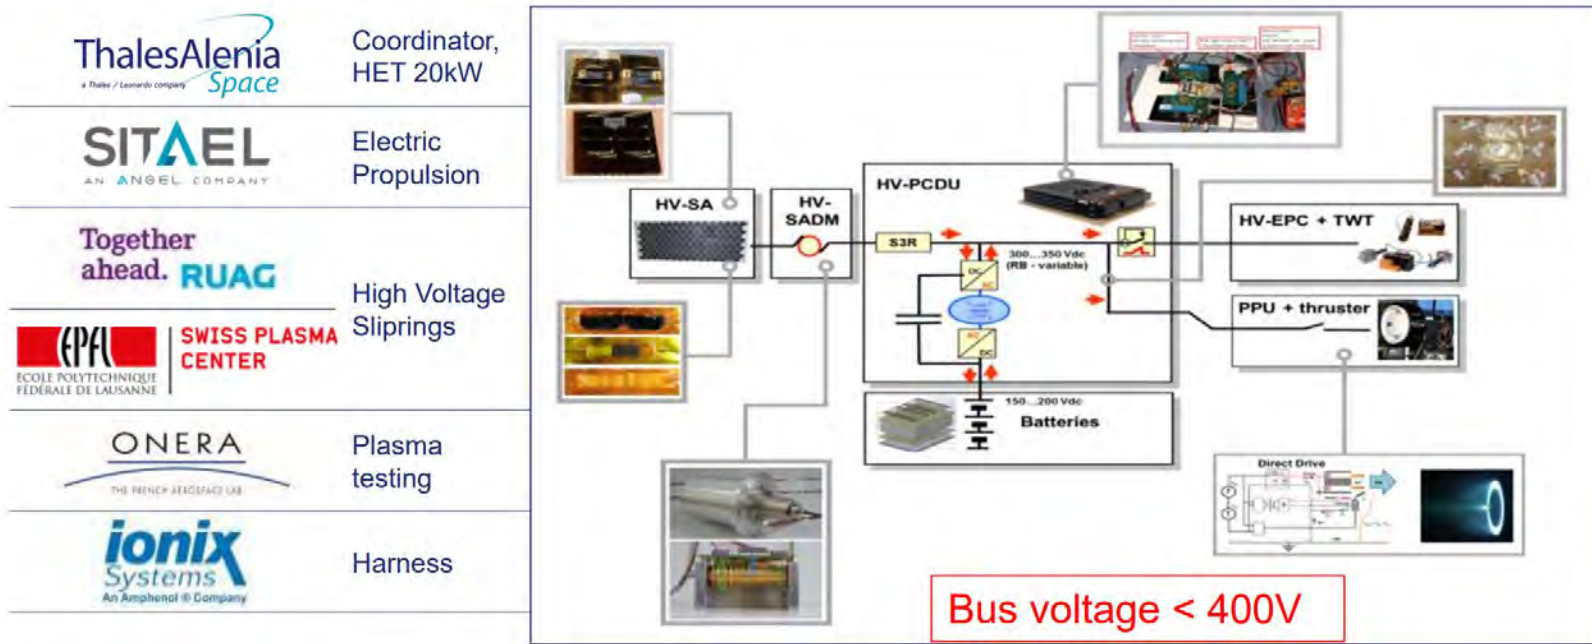 ThalesAlenia
a Thales / Leonardo company
Space
Coordinator,
HET 20kW
SITAEL
AN ANGEL COMPANY
Electric
Propulsion
Together
ahead. RUAG
EPFL
ÉCOLE POLYTECHNIQUE
FÉDÉRALE DE LAUSANNE
SWISS PLASMA
CENTER
High Voltage
Sliprings
ONERA
THE FRENCH AEROSPACE LAB
Plasma
testing
ionix
Systems
An Amphenol ® Company
Harness
HV-SA
HV-
SADM
HV-PCDU
S3R
300...350 Vdc
(RB - variable)
DC
AC
AC
DC
150...200 Vdc
Batteries
HV-EPC + TWT
PPU + thruster
Direct Drive
Bus voltage < 400V